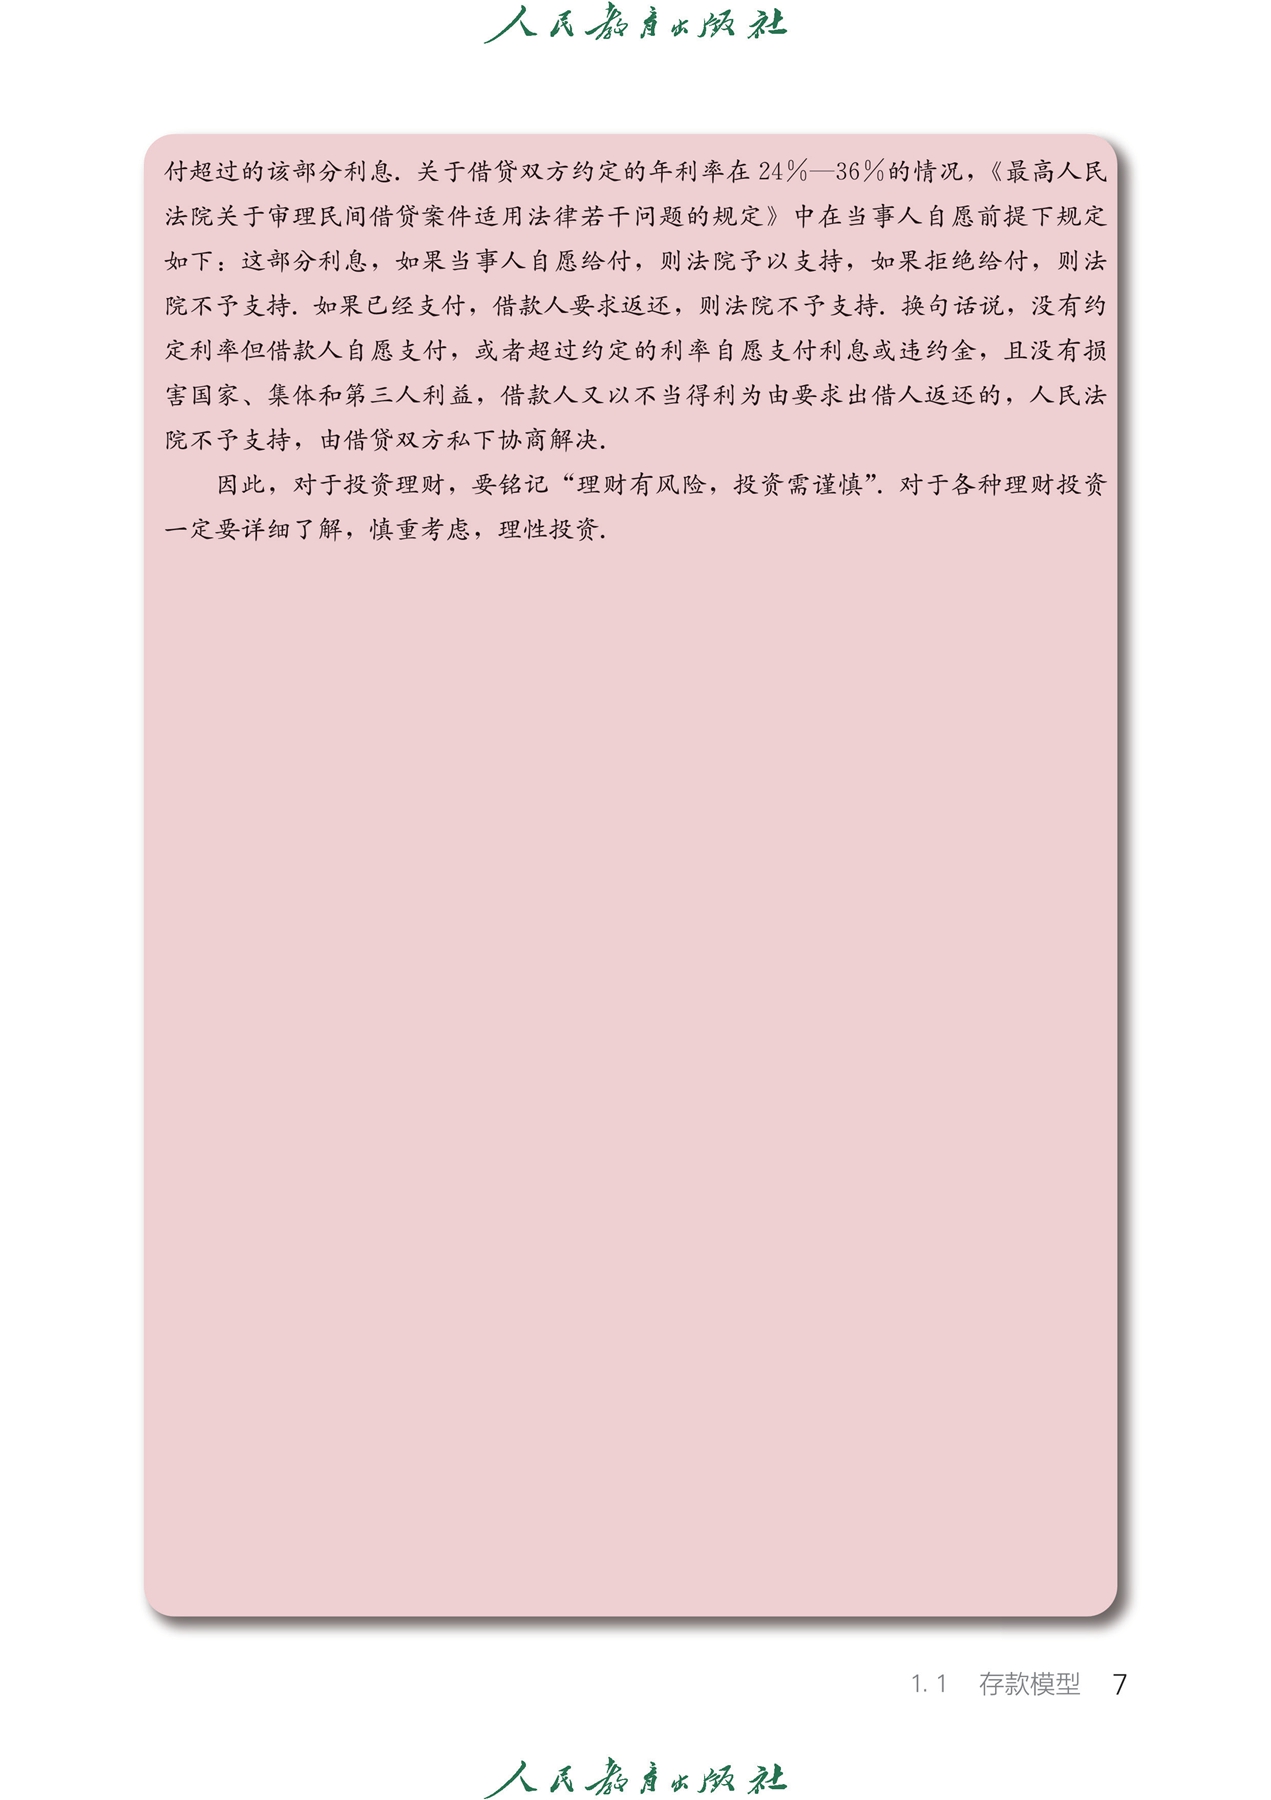 人民教育出版社
付超过的该部分利息．关于借贷双方约定的年利率在 24%—36%的情况，《最高人民
法院关于审理民间借贷案件适用法律若干问题的规定》中在当事人自愿前提下规定
如下：这部分利息，如果当事人自愿给付，则法院予以支持，如果拒绝给付，则法
院不予支持．如果已经支付，借款人要求返还，则法院不予支持．换句话说，没有约
定利率但借款人自愿支付，或者超过约定的利率自愿支付利息或违约金，且没有损
害国家、集体和第三人利益，借款人又以不当得利为由要求出借人返还的，人民法
院不予支持，由借贷双方私下协商解决．
因此，对于投资理财，要铭记“理财有风险，投资需谨慎”．对于各种理财投资
一定要详细了解，慎重考虑，理性投资．
1.1 存款模型 7
人民教育出版社